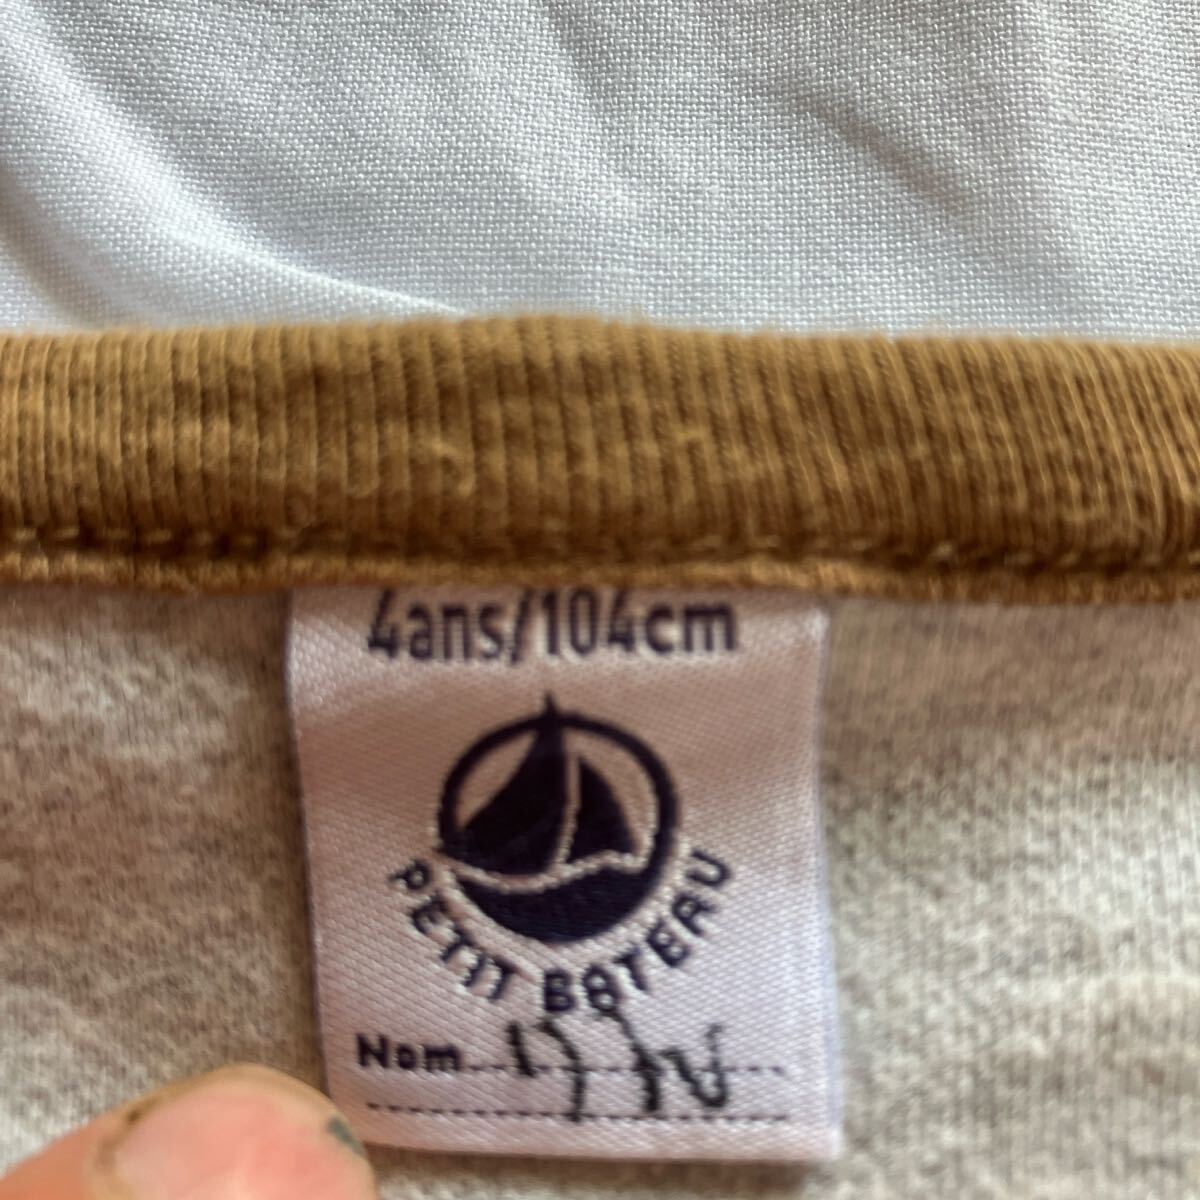 4ans/104cm
PETIT BATEAU
Nom